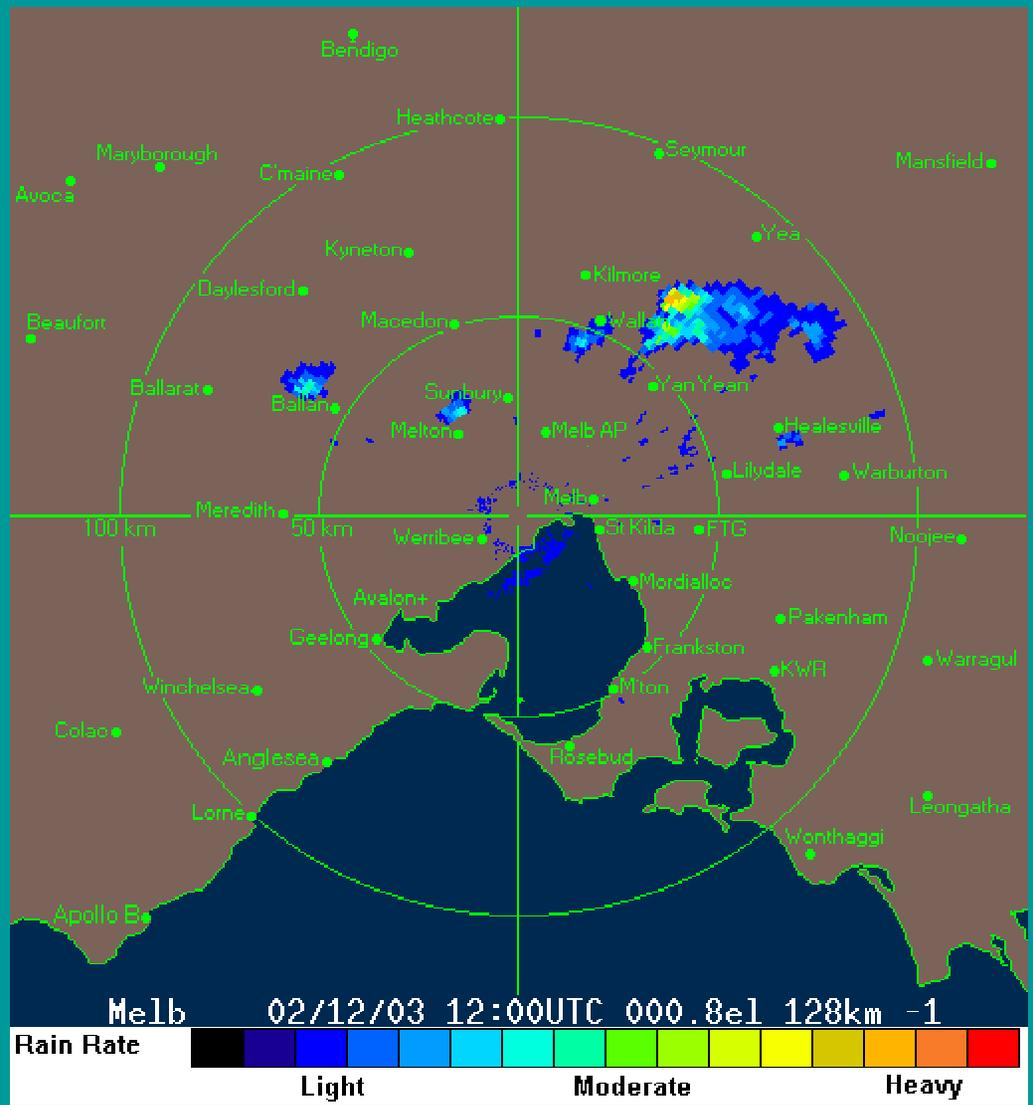 Bendigo
Heathcote
Maryborough
Seymour
Mansfield
C'maine
Avoca
Yea
Kyneton
Kilmore
Daylesford
Beaufort
Macedon
Walla
Ballarat
Yan Yean
Sunbury
Ballan
Healesville
Melton
Melb AP
Lilydale
Warburton
Melb
Meredith
100 km
50 km
St Kilda
FTG
Werribee
Noojee
Mordialloc
Avalon+
Pakenham
Geelong
Frankston
Warragul
KWR
Winchelsea
M'ton
Colac
Anglesea
Rosebud
Leongatha
Lorne
Wonthaggi
Apollo B
Melb 02/12/03 12:00UTC 000.8el 128km -1
Rain Rate
Light Moderate Heavy